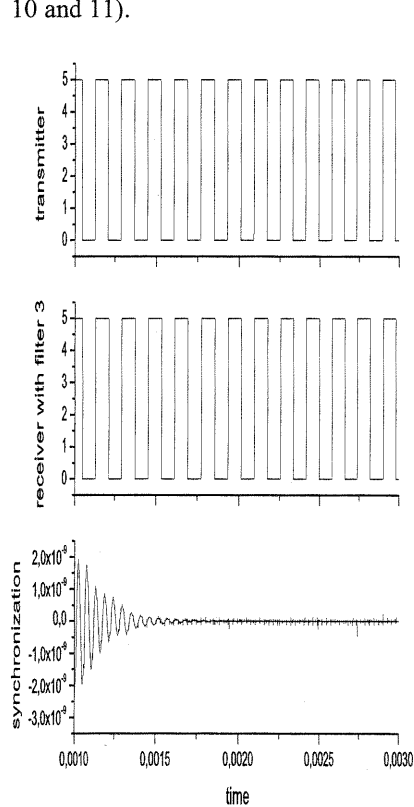 10 and 11).
transmitter
5
4
3
2
1
0
receiver with filter 3
5
4
3
2
1
0
synchronization
2,0x10⁻⁹
1,0x10⁻⁹
0,0
-1,0x10⁻⁹
-2,0x10⁻⁹
-3,0x10⁻⁹
0,0010 0,0015 0,0020 0,0025 0,0030
time